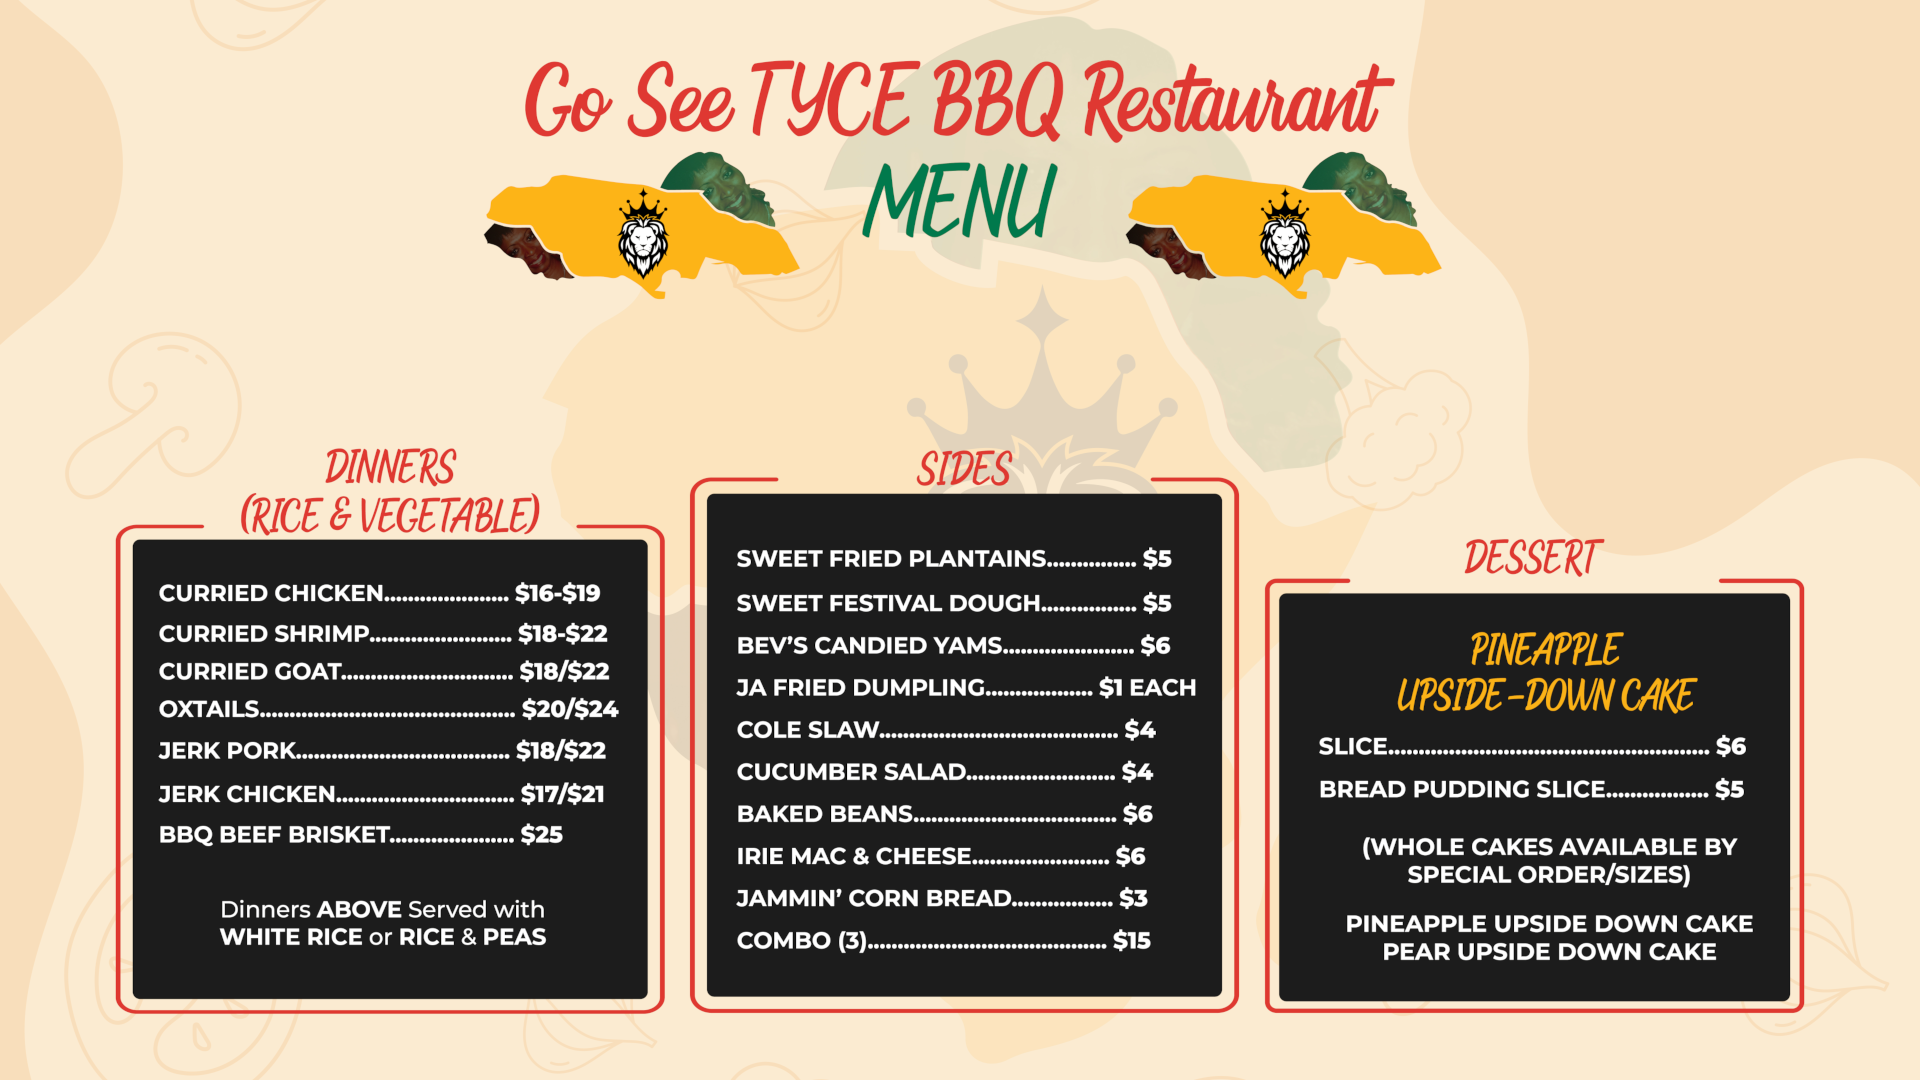 Go See TYCE BBQ Restaurant
MENU
DINNERS
(RICE & VEGETABLE)
CURRIED CHICKEN..................... $16-$19
CURRIED SHRIMP........................ $18-$22
CURRIED GOAT............................. $18/$22
OXTAILS........................................... $20/$24
JERK PORK.................................... $18/$22
JERK CHICKEN.............................. $17/$21
BBQ BEEF BRISKET..................... $25
Dinners ABOVE Served with
WHITE RICE or RICE & PEAS
SIDES
SWEET FRIED PLANTAINS............... $5
SWEET FESTIVAL DOUGH................ $5
BEV'S CANDIED YAMS...................... $6
JA FRIED DUMPLING.................. $1 EACH
COLE SLAW........................................ $4
CUCUMBER SALAD......................... $4
BAKED BEANS.................................. $6
IRIE MAC & CHEESE....................... $6
JAMMIN' CORN BREAD................. $3
COMBO (3)........................................ $15
DESSERT
PINEAPPLE
UPSIDE-DOWN CAKE
SLICE...................................................... $6
BREAD PUDDING SLICE................. $5
(WHOLE CAKES AVAILABLE BY
SPECIAL ORDER/SIZES)
PINEAPPLE UPSIDE DOWN CAKE
PEAR UPSIDE DOWN CAKE